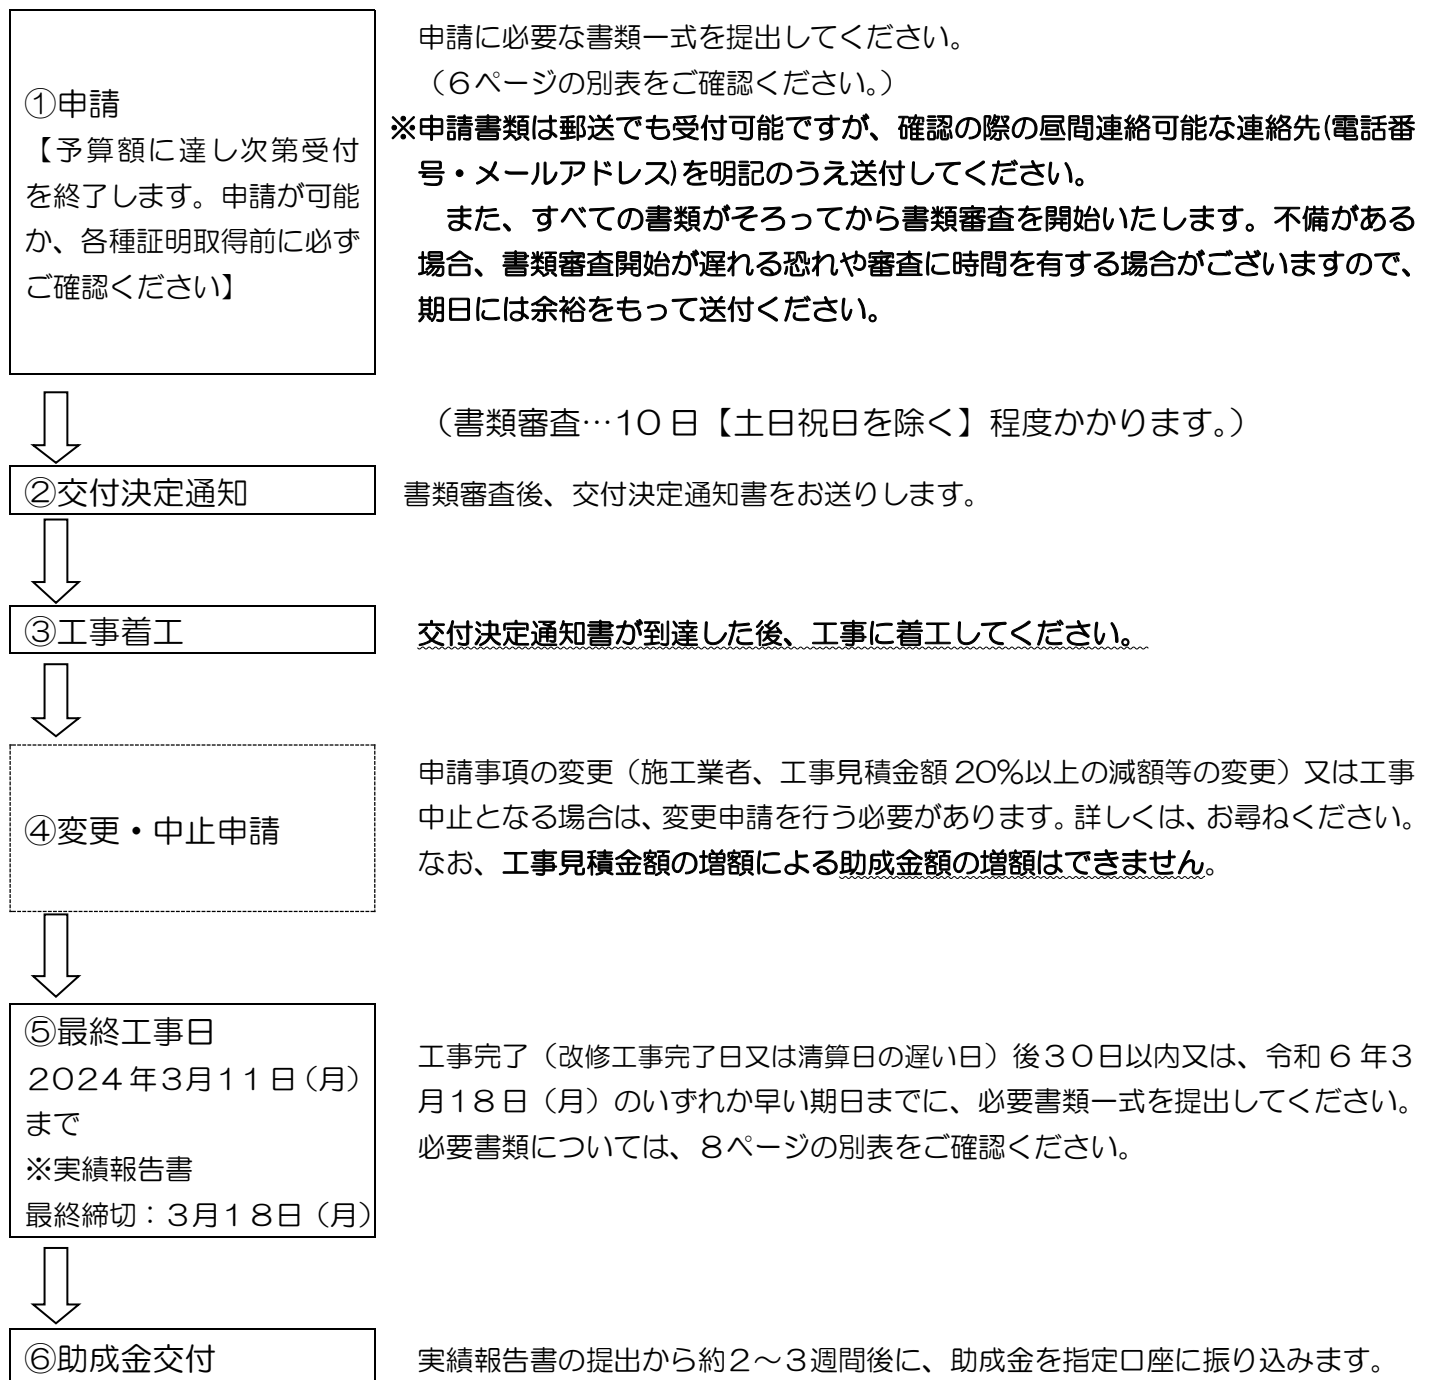 ①申請
【予算額に達し次第受付
を終了します。申請が可能
か、各種証明取得前に必ず
ご確認ください】
申請に必要な書類一式を提出してください。
（６ページの別表をご確認ください。）
※申請書類は郵送でも受付可能ですが、確認の際の昼間連絡可能な連絡先(電話番
号・メールアドレス)を明記のうえ送付してください。
また、すべての書類がそろってから書類審査を開始いたします。不備がある
場合、書類審査開始が遅れる恐れや審査に時間を有する場合がございますので、
期日には余裕をもって送付ください。
（書類審査…10日【土日祝日を除く】程度かかります。）
②交付決定通知
書類審査後、交付決定通知書をお送りします。
③工事着工
交付決定通知書が到達した後、工事に着工してください。
④変更・中止申請
申請事項の変更（施工業者、工事見積金額20％以上の減額等の変更）又は工事
中止となる場合は、変更申請を行う必要があります。詳しくは、お尋ねください。
なお、工事見積金額の増額による助成金額の増額はできません。
⑤最終工事日
２０２４年３月１１日（月）
まで
※実績報告書
最終締切：３月１８日（月）
工事完了（改修工事完了日又は清算日の遅い日）後３０日以内又は、令和６年３
月１８日（月）のいずれか早い期日までに、必要書類一式を提出してください。
必要書類については、８ページの別表をご確認ください。
⑥助成金交付
実績報告書の提出から約２～３週間後に、助成金を指定口座に振り込みます。